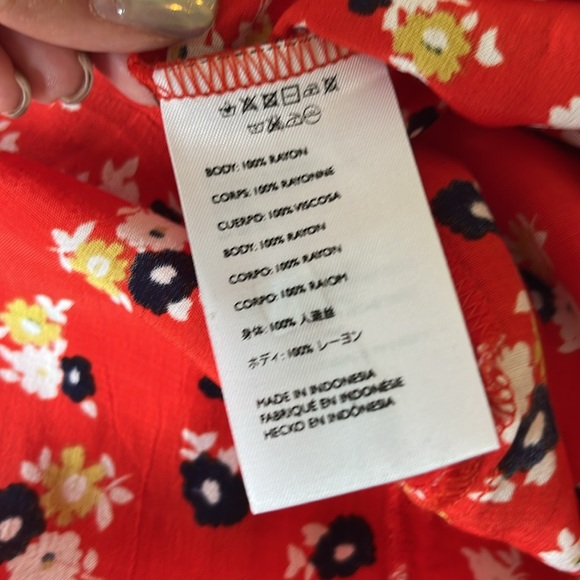 BODY: 100% RAYON
CORPS: 100% RAYONNE
CUERPO: 100% VISCOSA
BODY: 100% RAYON
CORPO: 100% RAYON
CORPO: 100% RAIOM
身体: 100% 人造丝
ボディ: 100% レーヨン
MADE IN INDONESIA
FABRIQUÉ EN INDONÉSIE
HECKO EN INDÔNESIA